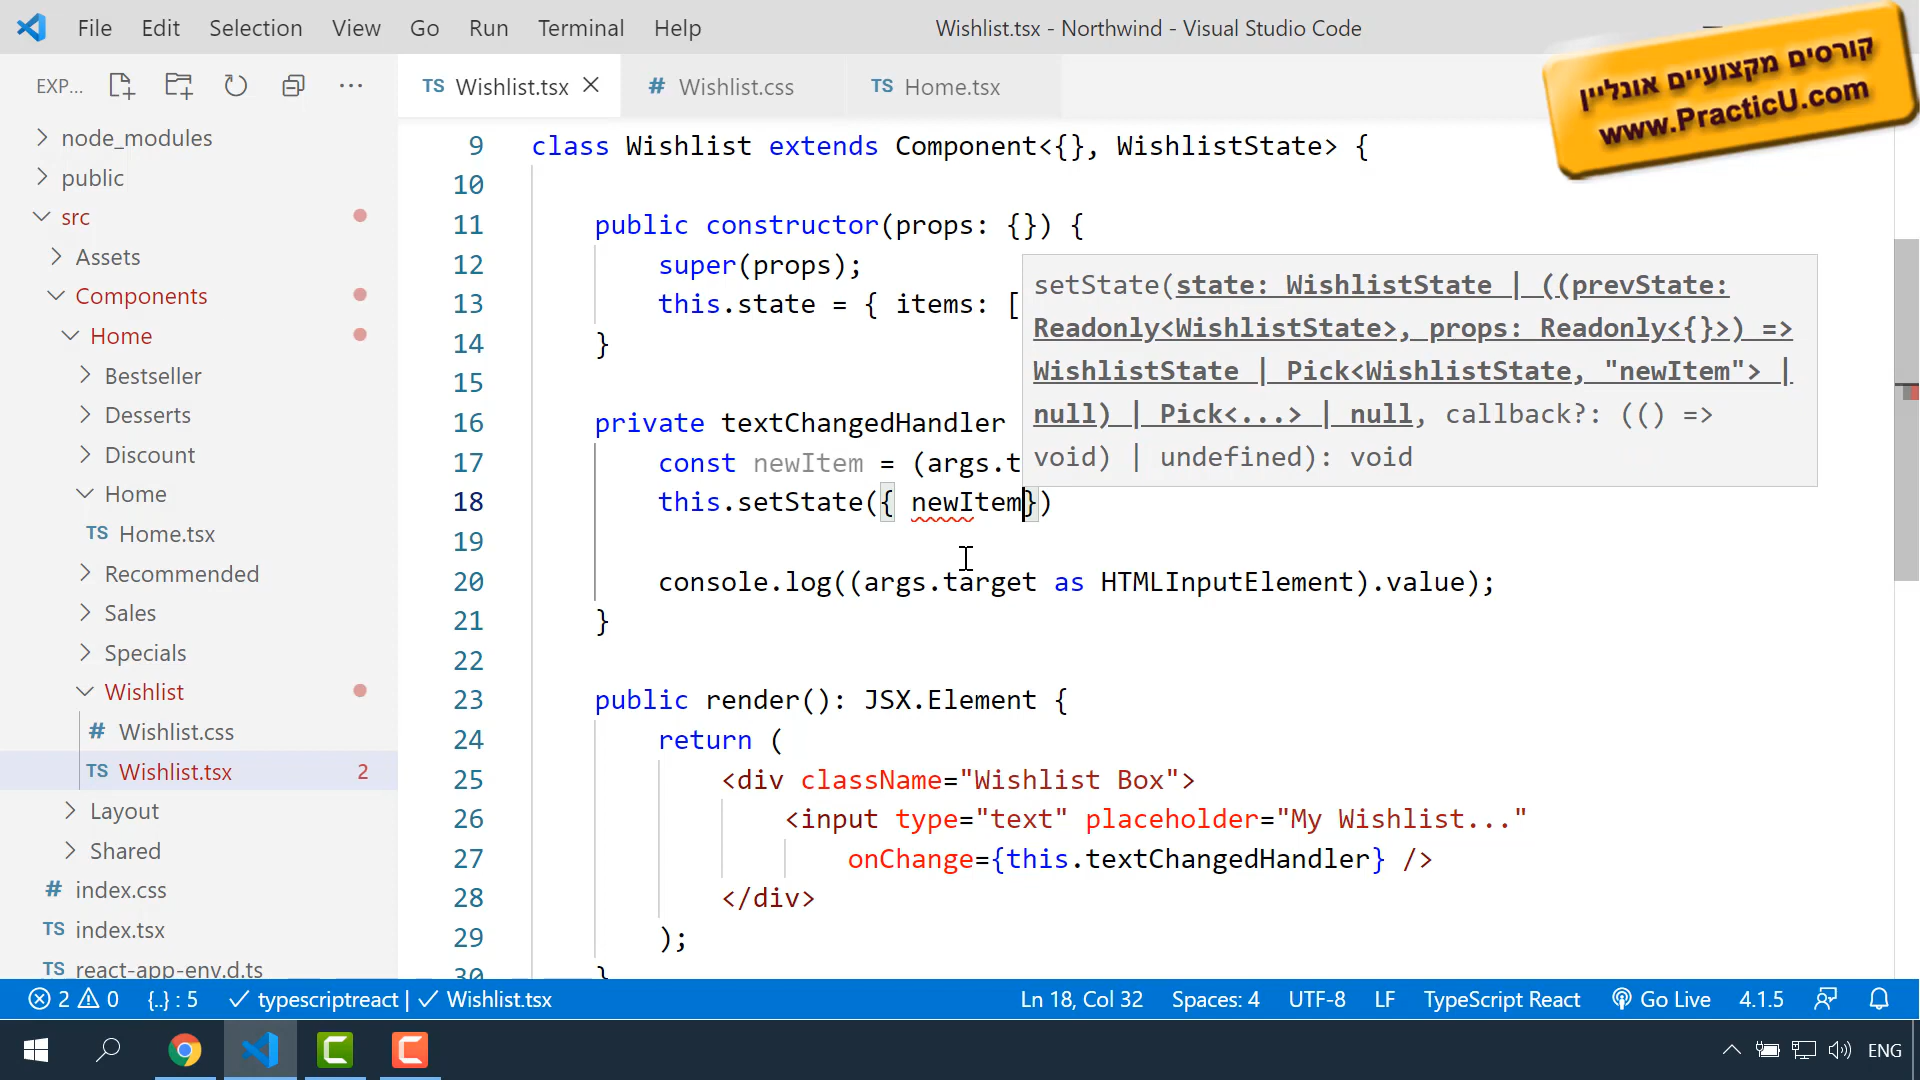 File Edit Selection View Go Run Terminal Help
Wishlist.tsx - Northwind - Visual Studio Code
קורסים מקצועיים אונליין
www.PracticU.com
EXP...
TS Wishlist.tsx
# Wishlist.css
TS Home.tsx
node_modules
public
src
Assets
Components
Home
Bestseller
Desserts
Discount
Home
TS Home.tsx
Recommended
Sales
Specials
Wishlist
# Wishlist.css
TS Wishlist.tsx 2
Layout
Shared
# index.css
TS index.tsx
TS react-app-env.d.ts
9 class Wishlist extends Component<{}, WishlistState> {
10
11 public constructor(props: {}) {
12 super(props);
13 this.state = { items: [
14 }
15
16 private textChangedHandler
17 const newItem = (args.t
18 this.setState({ newItem})
19
20 console.log((args.target as HTMLInputElement).value);
21 }
22
23 public render(): JSX.Element {
24 return (
25 <div className="Wishlist Box">
26 <input type="text" placeholder="My Wishlist..."
27 onChange={this.textChangedHandler} />
28 </div>
29 );
30 }
setState(state: WishlistState | ((prevState:
Readonly<WishlistState>, props: Readonly<{}>) =>
WishlistState | Pick<WishlistState, "newItem"> |
null) | Pick<...> | null, callback?: (() =>
void) | undefined): void
2 0 {..} : 5 typescriptreact | Wishlist.tsx
Ln 18, Col 32 Spaces: 4 UTF-8 LF TypeScript React Go Live 4.1.5
ENG